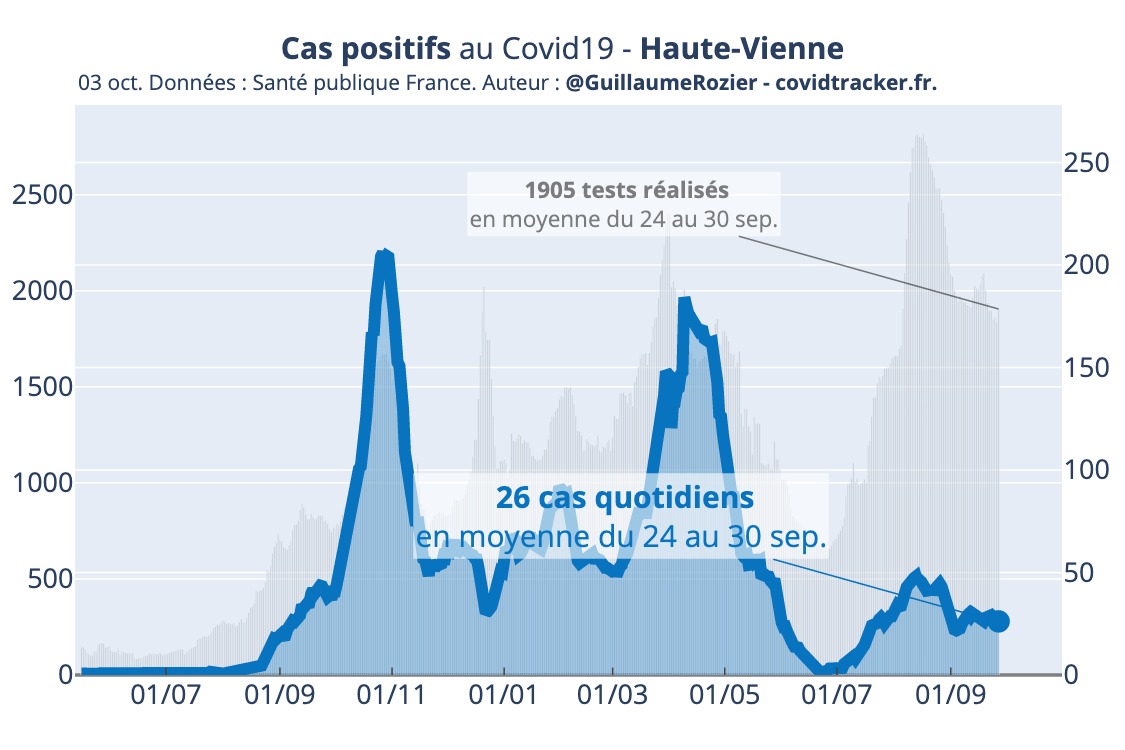 Cas positifs au Covid19 - Haute-Vienne
03 oct. Données : Santé publique France. Auteur : @GuillaumeRozier - covidtracker.fr.
250
2500
1905 tests réalisés
en moyenne du 24 au 30 sep.
200
2000
150
1500
100
1000
26 cas quotidiens
en moyenne du 24 au 30 sep.
50
500
0
0
01/07 01/09 01/11 01/01 01/03 01/05 01/07 01/09